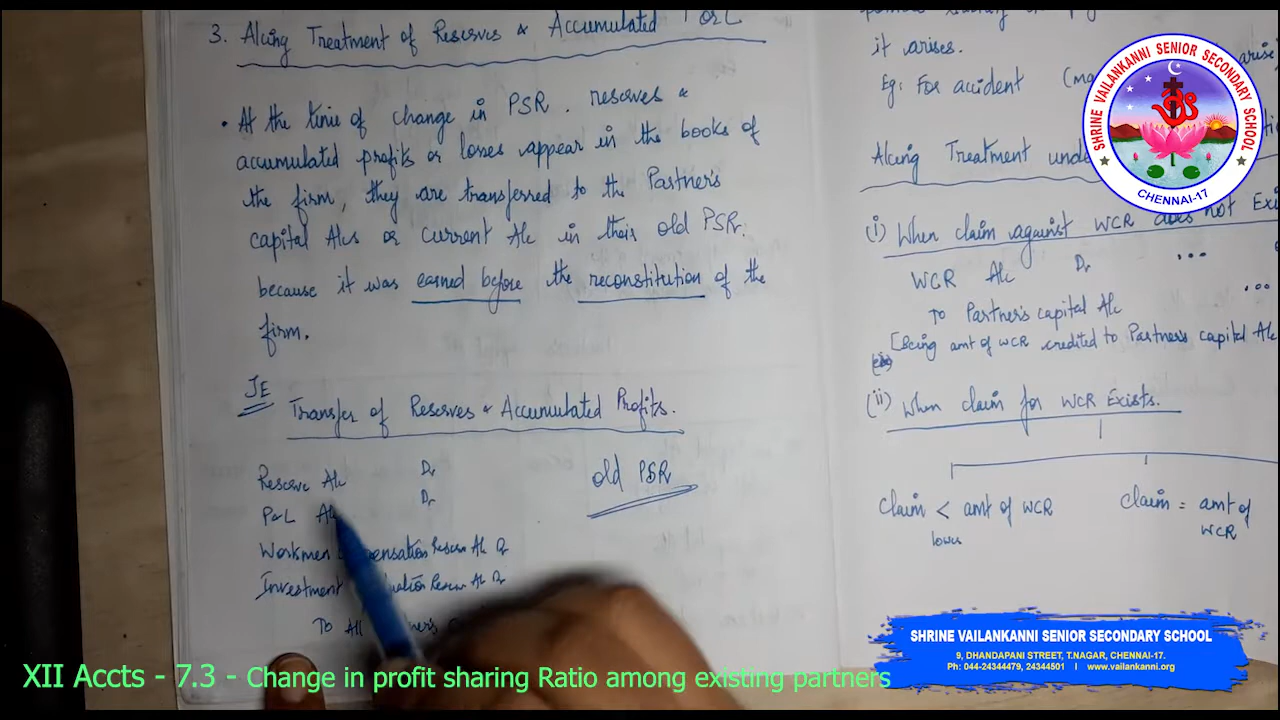 3. A/cing Treatment of Reserves & Accumulated P or L
• At the time of change in PSR, reserves &
accumulated profits or losses appear in the books of
the firm, they are transferred to the Partner's
capital A/cs or current A/c in their old PSR.
because it was earned before the reconstitution of the
firm.
JE
Transfer of Reserves & Accumulated Profits.
Reserve A/c Dr
P&L A/c Dr
old PSR
Workmen Reserve A/c Dr
Investment Reserve A/c Dr
To All
it arises.
Eg: For accident
A/cing Treatment
(i) When claim against WCR does not Exi
WCR A/c Dr ...
To Partner's capital A/c ...
[Being amt of WCR credited to Partner's capital A/c
(ii) When claim for WCR Exists.
Claim < amt of WCR
lower
Claim = amt of
WCR
SHRINE VAILANKANNI SENIOR SECONDARY SCHOOL
CHENNAI-17
SHRINE VAILANKANNI SENIOR SECONDARY SCHOOL
9, DHANDAPANI STREET, T.NAGAR, CHENNAI-17.
Ph: 044-24344479, 24344501 I www.vailankanni.org
XII Accts - 7.3 - Change in profit sharing Ratio among existing partners